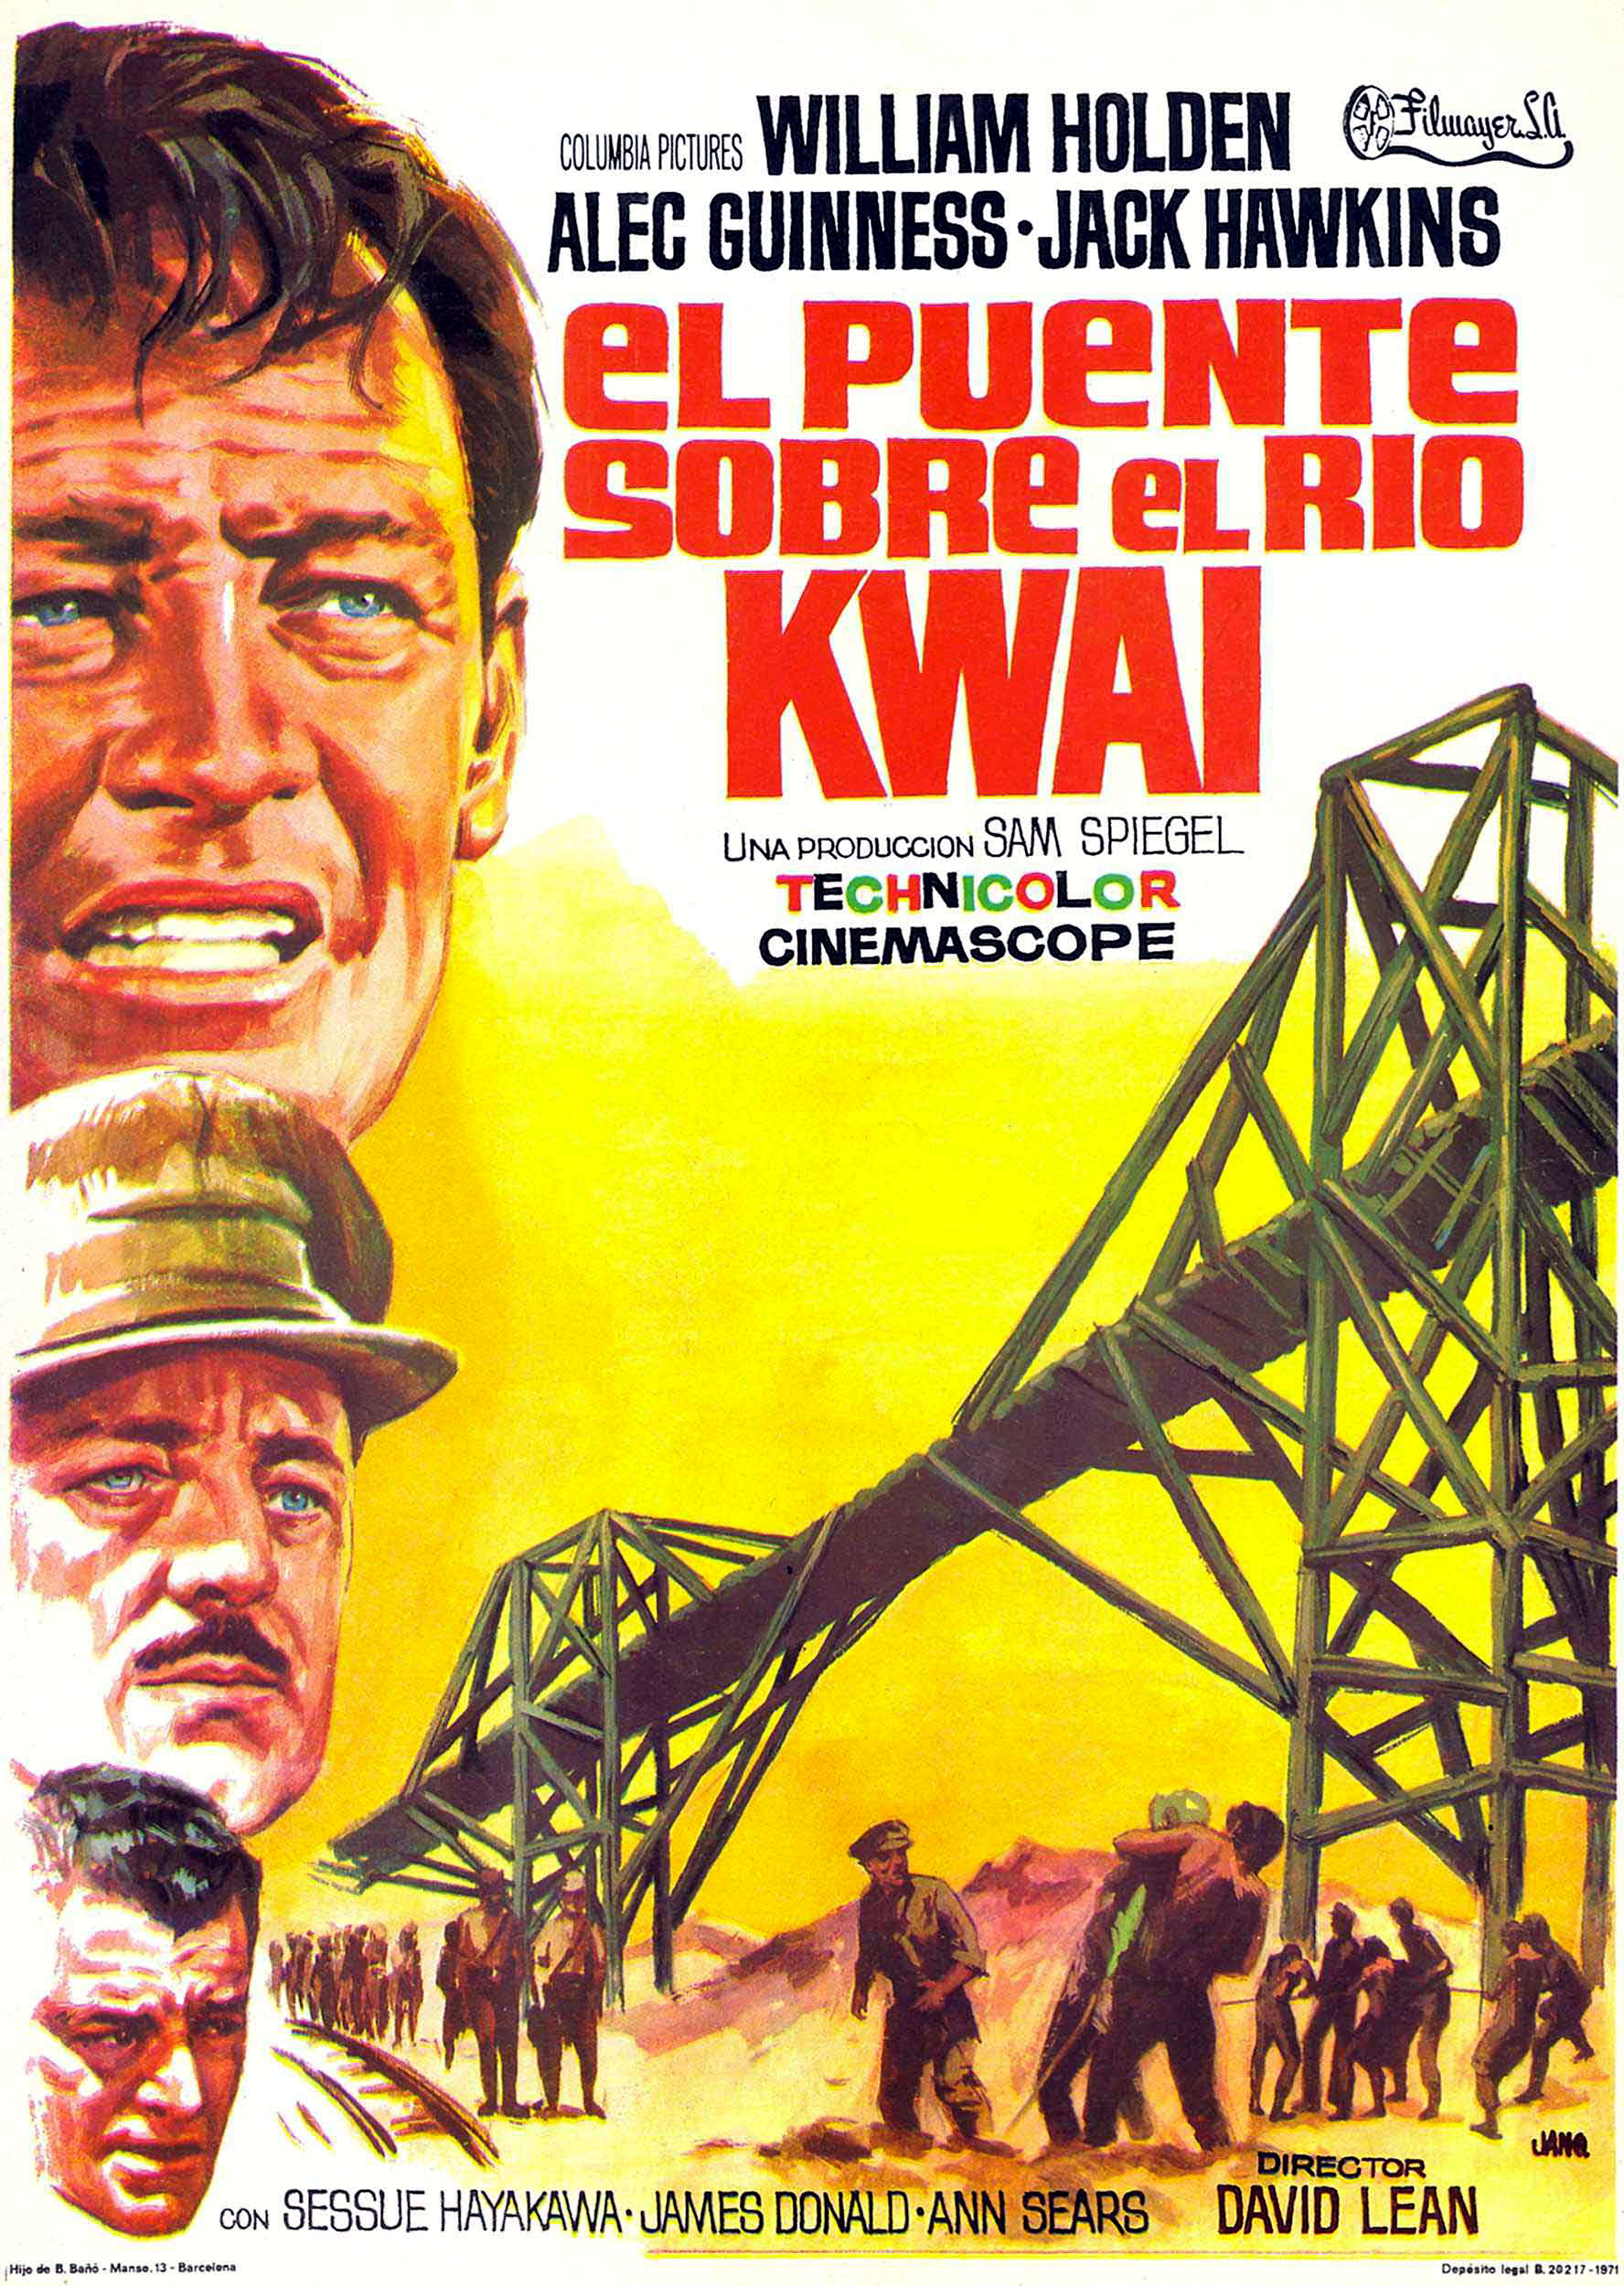 COLUMBIA PICTURES WILLIAM HOLDEN
Filmayer S.A.
ALEC GUINNESS · JACK HAWKINS
EL PUENTE
SOBRE EL RIO
KWAI
UNA PRODUCCION SAM SPIEGEL
TECHNICOLOR
CINEMASCOPE
JANO
DIRECTOR
CON SESSUE HAYAKAWA · JAMES DONALD · ANN SEARS DAVID LEAN
Hijo de B. Bañó - Manso, 13 - Barcelona
Depósito legal B. 20217 - 1971